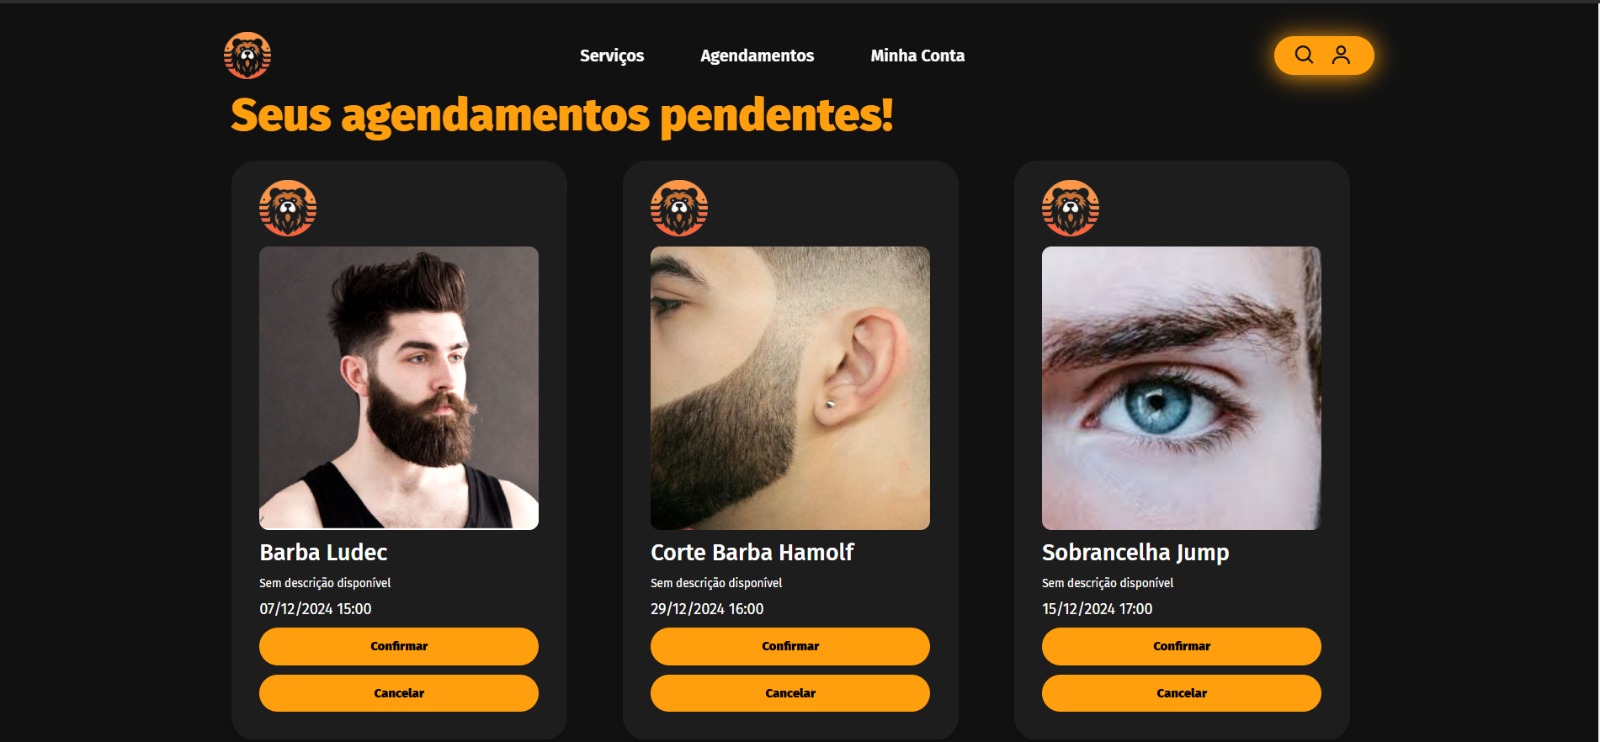 Serviços Agendamentos Minha Conta
Seus agendamentos pendentes!
Barba Ludec
Sem descrição disponível
07/12/2024 15:00
Confirmar
Cancelar
Corte Barba Hamolf
Sem descrição disponível
29/12/2024 16:00
Confirmar
Cancelar
Sobrancelha Jump
Sem descrição disponível
15/12/2024 17:00
Confirmar
Cancelar